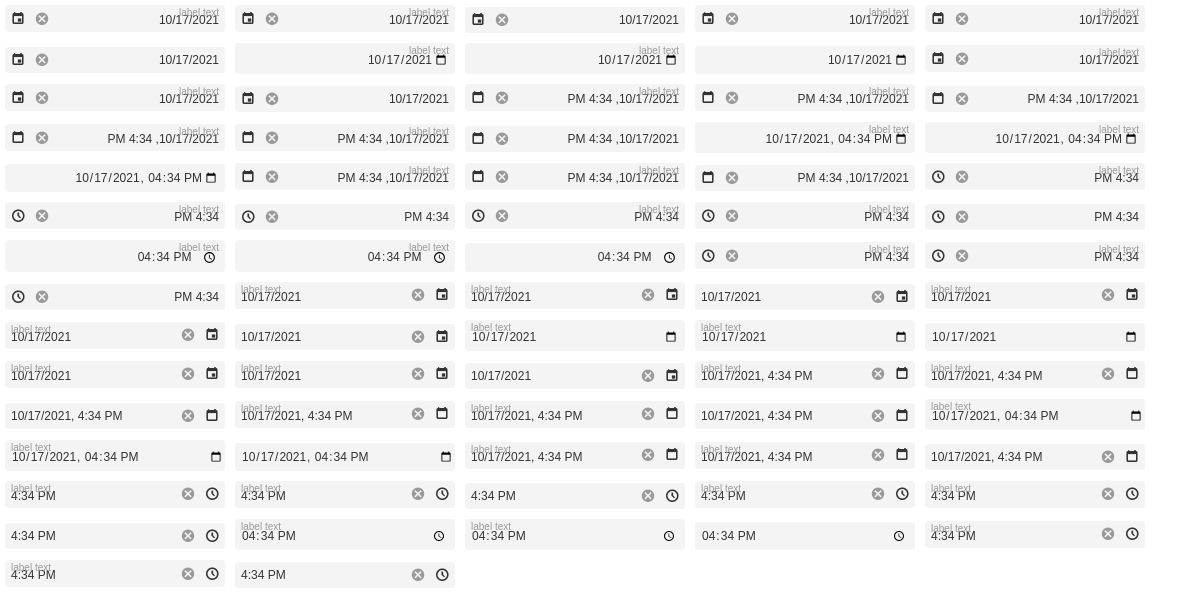 label text
10/17/2021
label text
10/17/2021
10/17/2021
label text
10/17/2021
label text
10/17/2021
10/17/2021
label text
10/17/2021
label text
10/17/2021
10/17/2021
label text
10/17/2021
label text
10/17/2021
10/17/2021
label text
PM 4:34 ,10/17/2021
label text
PM 4:34 ,10/17/2021
PM 4:34 ,10/17/2021
label text
PM 4:34 ,10/17/2021
label text
PM 4:34 ,10/17/2021
PM 4:34 ,10/17/2021
label text
10/17/2021, 04:34 PM
label text
10/17/2021, 04:34 PM
10/17/2021, 04:34 PM
label text
PM 4:34 ,10/17/2021
label text
PM 4:34 ,10/17/2021
PM 4:34 ,10/17/2021
label text
PM 4:34
label text
PM 4:34
PM 4:34
label text
PM 4:34
label text
PM 4:34
PM 4:34
label text
04:34 PM
label text
04:34 PM
04:34 PM
label text
PM 4:34
label text
PM 4:34
PM 4:34
label text
10/17/2021
label text
10/17/2021
10/17/2021
label text
10/17/2021
label text
10/17/2021
10/17/2021
label text
10/17/2021
label text
10/17/2021
10/17/2021
label text
10/17/2021
label text
10/17/2021
10/17/2021
label text
10/17/2021, 4:34 PM
label text
10/17/2021, 4:34 PM
10/17/2021, 4:34 PM
label text
10/17/2021, 4:34 PM
label text
10/17/2021, 4:34 PM
10/17/2021, 4:34 PM
label text
10/17/2021, 04:34 PM
label text
10/17/2021, 04:34 PM
10/17/2021, 04:34 PM
label text
10/17/2021, 4:34 PM
label text
10/17/2021, 4:34 PM
10/17/2021, 4:34 PM
label text
4:34 PM
label text
4:34 PM
4:34 PM
label text
4:34 PM
label text
4:34 PM
4:34 PM
label text
04:34 PM
label text
04:34 PM
04:34 PM
label text
4:34 PM
label text
4:34 PM
4:34 PM